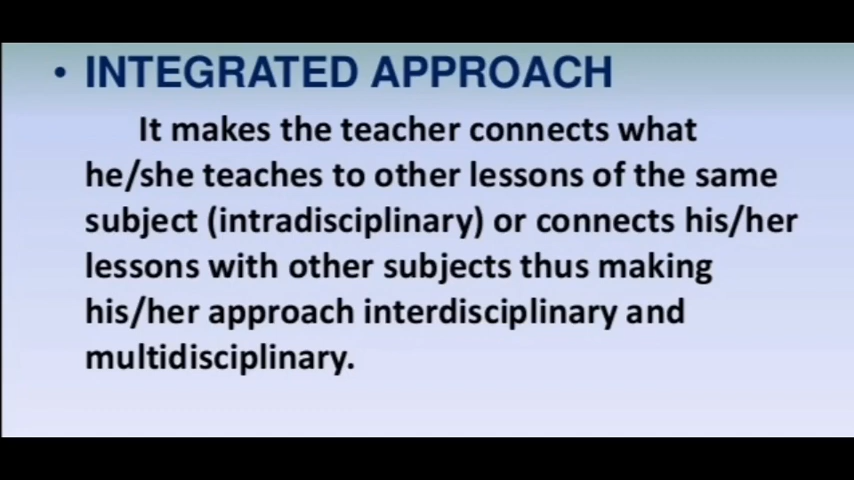 • INTEGRATED APPROACH
It makes the teacher connects what
he/she teaches to other lessons of the same
subject (intradisciplinary) or connects his/her
lessons with other subjects thus making
his/her approach interdisciplinary and
multidisciplinary.